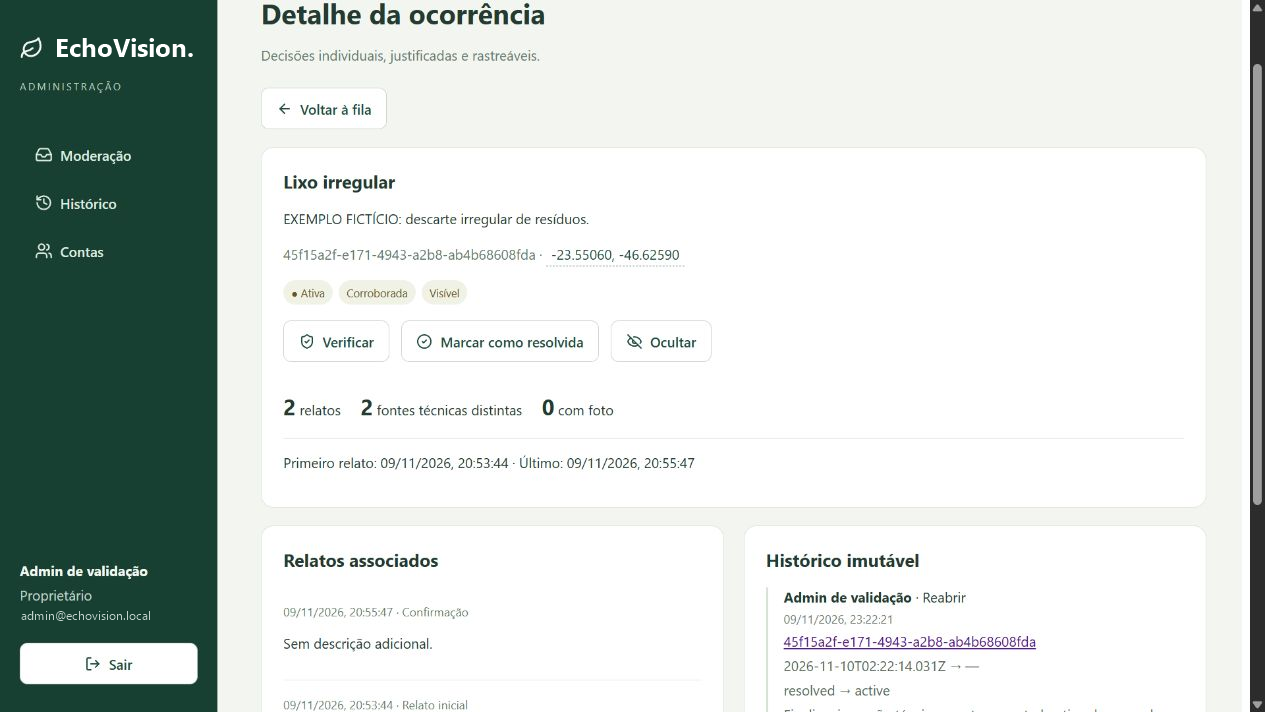 EchoVision.
ADMINISTRAÇÃO
Moderação
Histórico
Contas
Admin de validação
Proprietário
admin@echovision.local
Sair
Detalhe da ocorrência
Decisões individuais, justificadas e rastreáveis.
← Voltar à fila
Lixo irregular
EXEMPLO FICTÍCIO: descarte irregular de resíduos.
45f15a2f-e171-4943-a2b8-ab4b68608fda · -23.55060, -46.62590
• Ativa Corroborada Visível
Verificar Marcar como resolvida Ocultar
2 relatos 2 fontes técnicas distintas 0 com foto
Primeiro relato: 09/11/2026, 20:53:44 · Último: 09/11/2026, 20:55:47
Relatos associados
09/11/2026, 20:55:47 · Confirmação
Sem descrição adicional.
09/11/2026, 20:53:44 · Relato inicial
Histórico imutável
Admin de validação · Reabrir
09/11/2026, 23:22:21
45f15a2f-e171-4943-a2b8-ab4b68608fda
2026-11-10T02:22:14.031Z → —
resolved → active